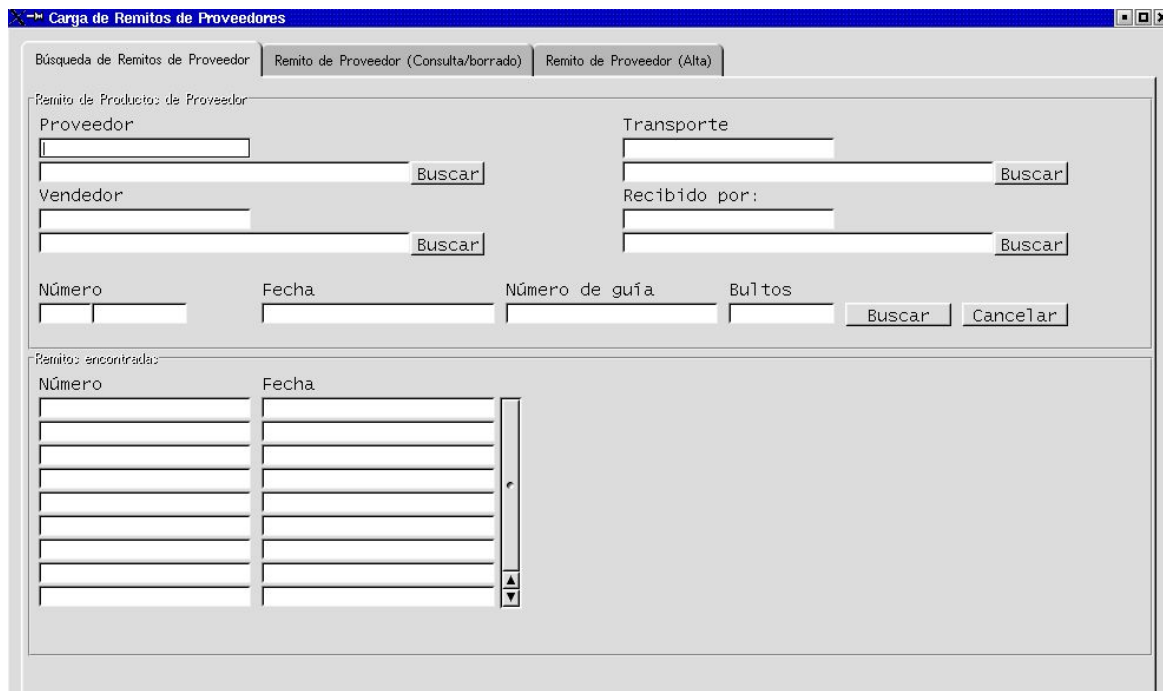 Carga de Remitos de Proveedores
Búsqueda de Remitos de Proveedor Remito de Proveedor (Consulta/borrado) Remito de Proveedor (Alta)
Remito de Productos de Proveedor
Proveedor Transporte
Buscar Buscar
Vendedor Recibido por:
Buscar Buscar
Número Fecha Número de guía Bultos
Buscar Cancelar
Remitos encontradas
Número Fecha